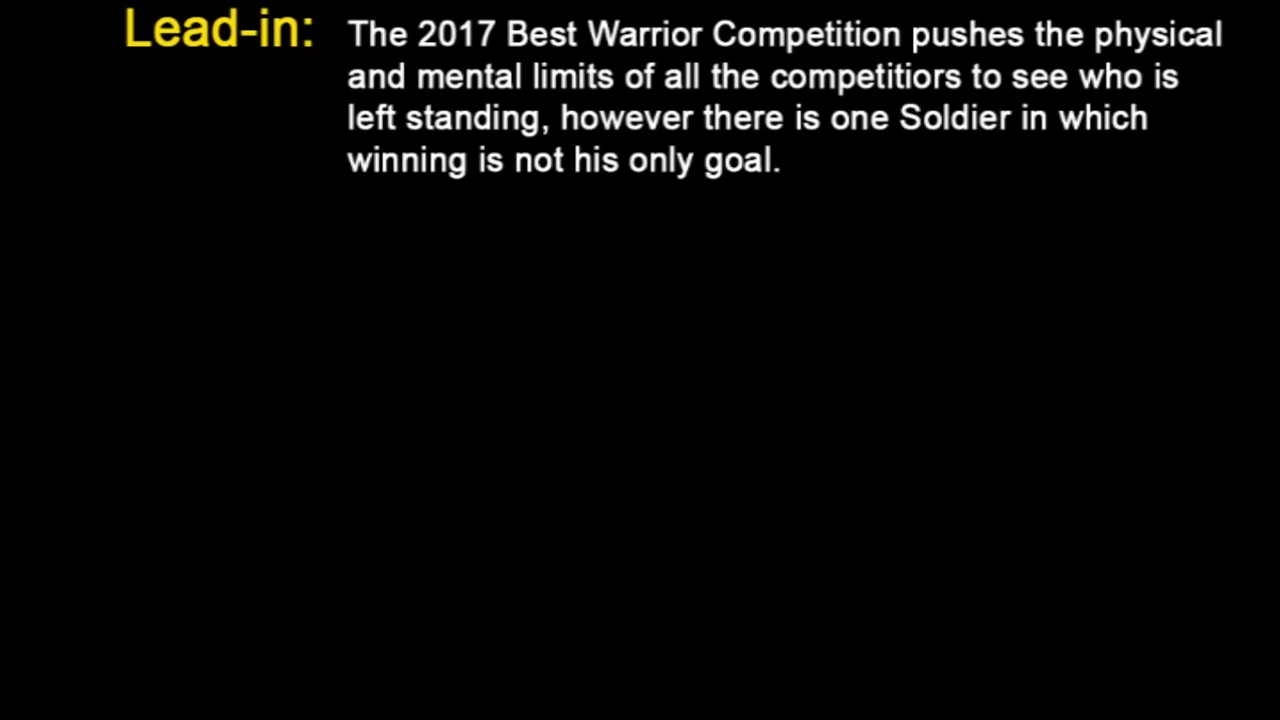 Lead-in: The 2017 Best Warrior Competition pushes the physical
and mental limits of all the competitiors to see who is
left standing, however there is one Soldier in which
winning is not his only goal.